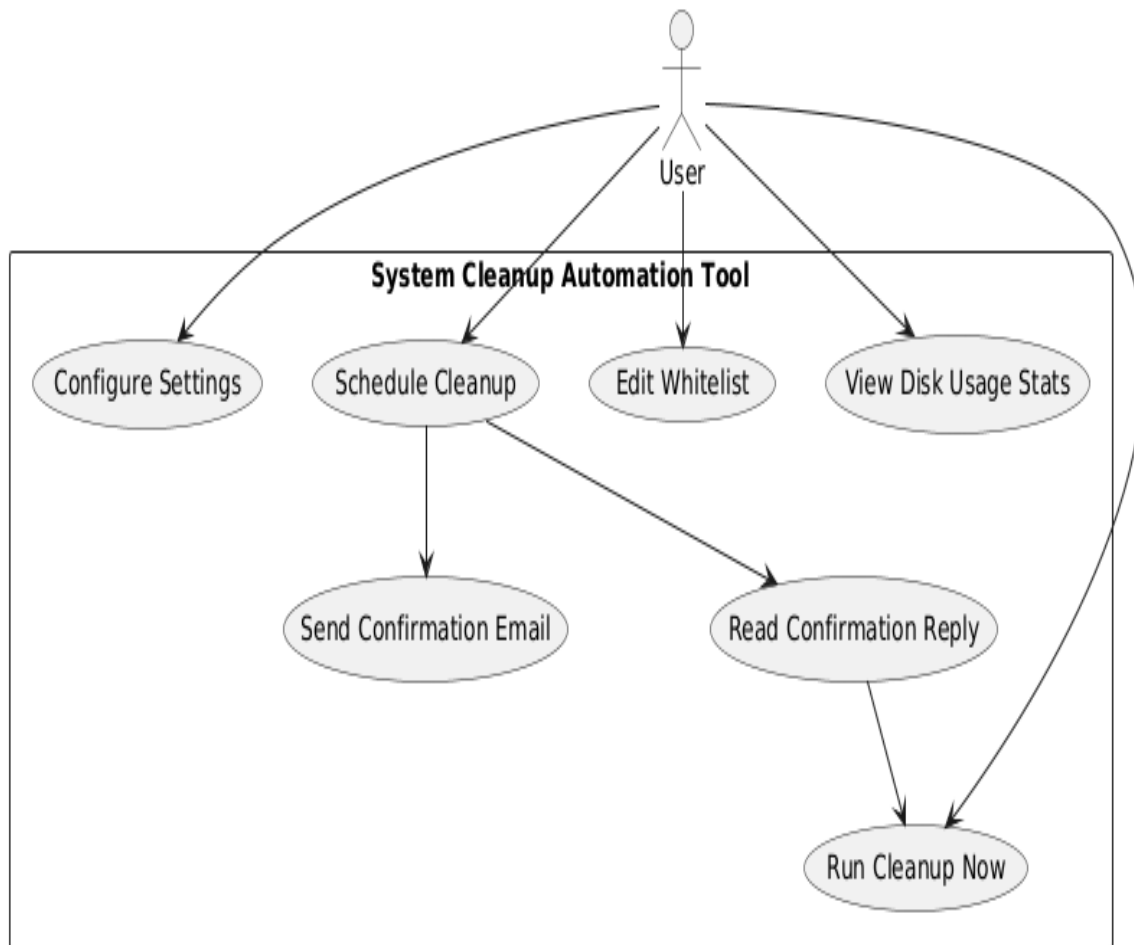 User
System Cleanup Automation Tool
Configure Settings
Schedule Cleanup
Edit Whitelist
View Disk Usage Stats
Send Confirmation Email
Read Confirmation Reply
Run Cleanup Now